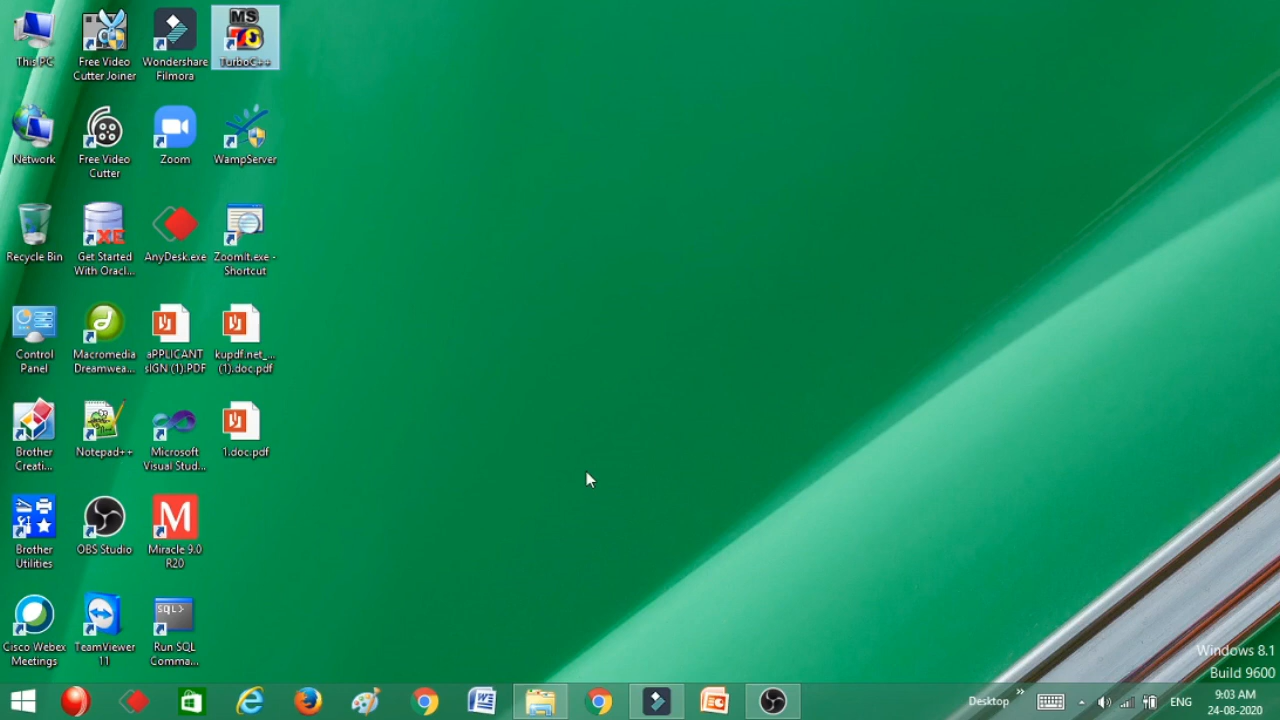 This PC
Free Video
Cutter Joiner
Wondershare
Filmora
MS
TurboC++
Network
Free Video
Cutter
Zoom
WampServer
Recycle Bin
XE
Get Started
With Oracl...
AnyDesk.exe
ZoomIt.exe -
Shortcut
Control
Panel
Macromedia
Dreamwea...
aPPLICANT
sIGN (1).PDF
kupdf.net_...
(1).doc.pdf
Brother
Creati...
Notepad++
Microsoft
Visual Stud...
1.doc.pdf
Brother
Utilities
OBS Studio
M
Miracle 9.0
R20
Cisco Webex
Meetings
TeamViewer
11
SQL>
Run SQL
Comma...
Windows 8.1
Build 9600
Desktop
ENG
9:03 AM
24-08-2020